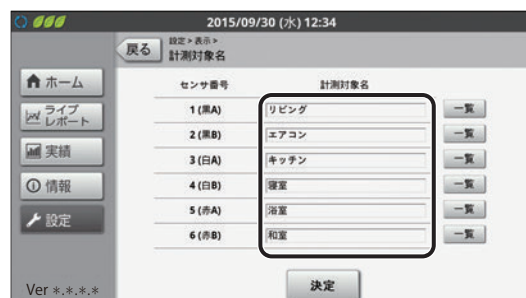 2015/09/30 (水) 12:34
戻る
設定 > 表示 >
計測対象名
ホーム
ライブ
レポート
実績
情報
設定
Ver *.*.*.*
センサ番号 計測対象名
1 (黒A) リビング 一覧
2 (黒B) エアコン 一覧
3 (白A) キッチン 一覧
4 (白B) 寝室 一覧
5 (赤A) 浴室 一覧
6 (赤B) 和室 一覧
決定